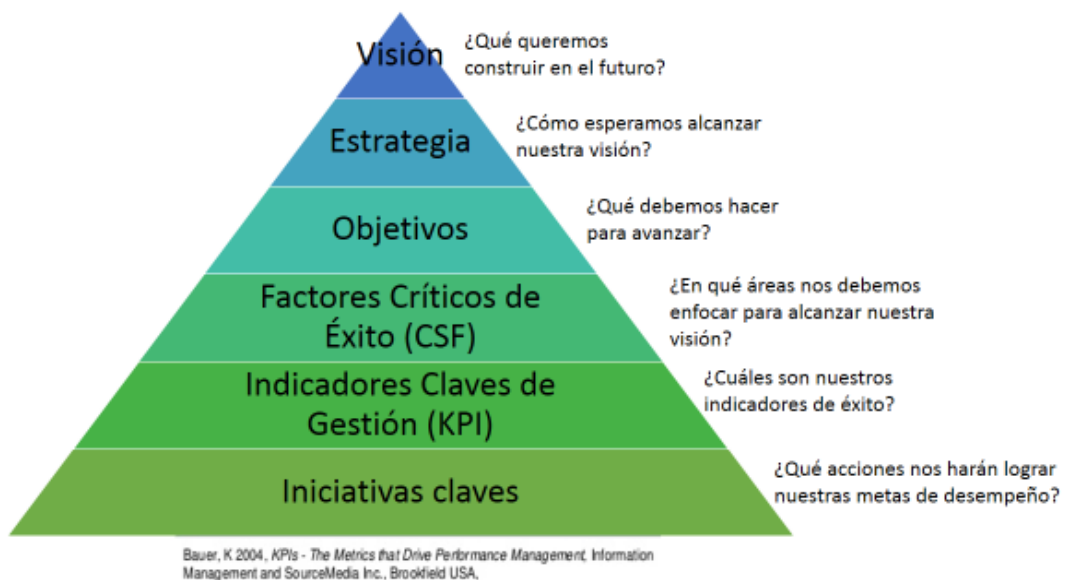 Visión
¿Qué queremos
construir en el futuro?
Estrategia
¿Cómo esperamos alcanzar
nuestra visión?
Objetivos
¿Qué debemos hacer
para avanzar?
Factores Críticos de
Éxito (CSF)
¿En qué áreas nos debemos
enfocar para alcanzar nuestra
visión?
Indicadores Claves de
Gestión (KPI)
¿Cuáles son nuestros
indicadores de éxito?
Iniciativas claves
¿Qué acciones nos harán lograr
nuestras metas de desempeño?
Bauer, K 2004, KPIs - The Metrics that Drive Performance Management, Information
Management and SourceMedia Inc., Brookfield USA,